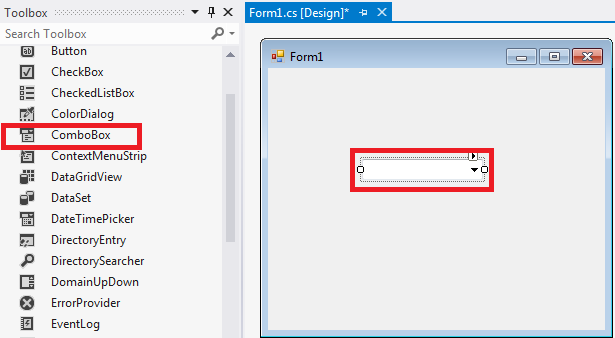 Toolbox
Search Toolbox
Button
CheckBox
CheckedListBox
ColorDialog
ComboBox
ContextMenuStrip
DataGridView
DataSet
DateTimePicker
DirectoryEntry
DirectorySearcher
DomainUpDown
ErrorProvider
EventLog
Form1.cs [Design]*
Form1